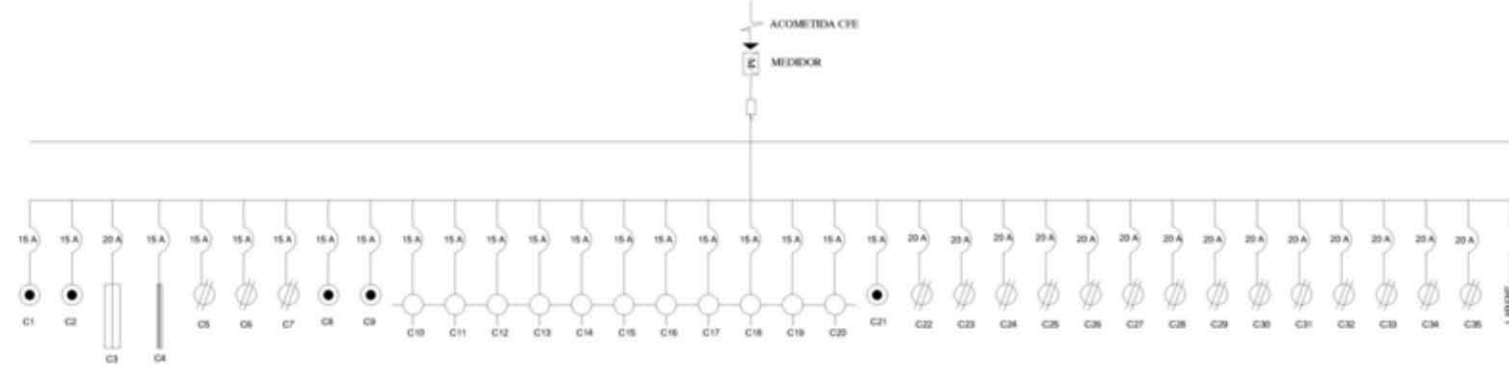 ACOMETIDA CFE
M
MEDIDOR
15 A 15 A 20 A 15 A 15 A 15 A 15 A 15 A 15 A 15 A 15 A 15 A 15 A 15 A 15 A 15 A 15 A 15 A 15 A 15 A 15 A 20 A 20 A 20 A 20 A 20 A 20 A 20 A 20 A 20 A 20 A 20 A 20 A 20 A 20 A
C1 C2 C3 C4 C5 C6 C7 C8 C9 C10 C11 C12 C13 C14 C15 C16 C17 C18 C19 C20 C21 C22 C23 C24 C25 C26 C27 C28 C29 C30 C31 C32 C33 C34 C35